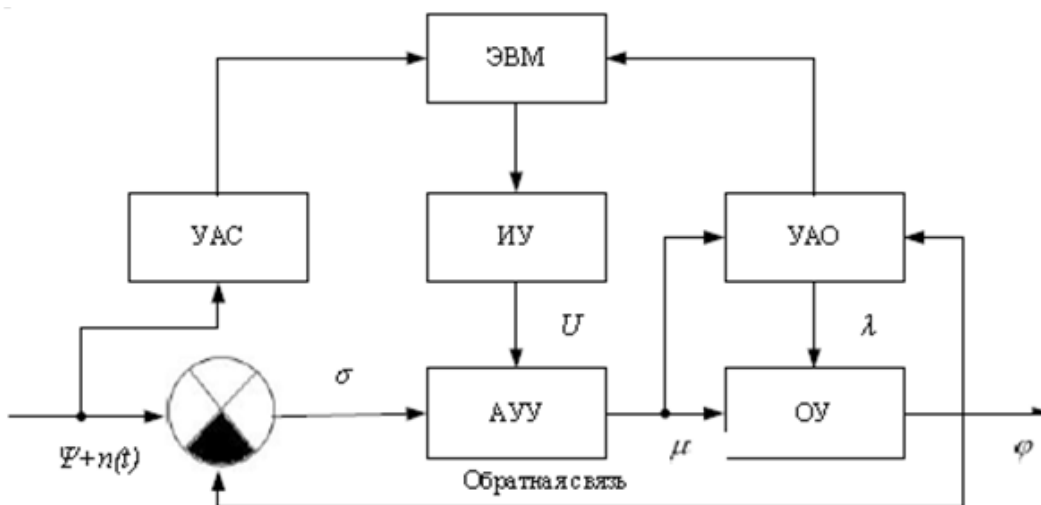 ЭВМ
УАС
ИУ
УАО
U
λ
σ
АУУ
ОУ
Ψ+n(t)
μ
φ
Обратная связь